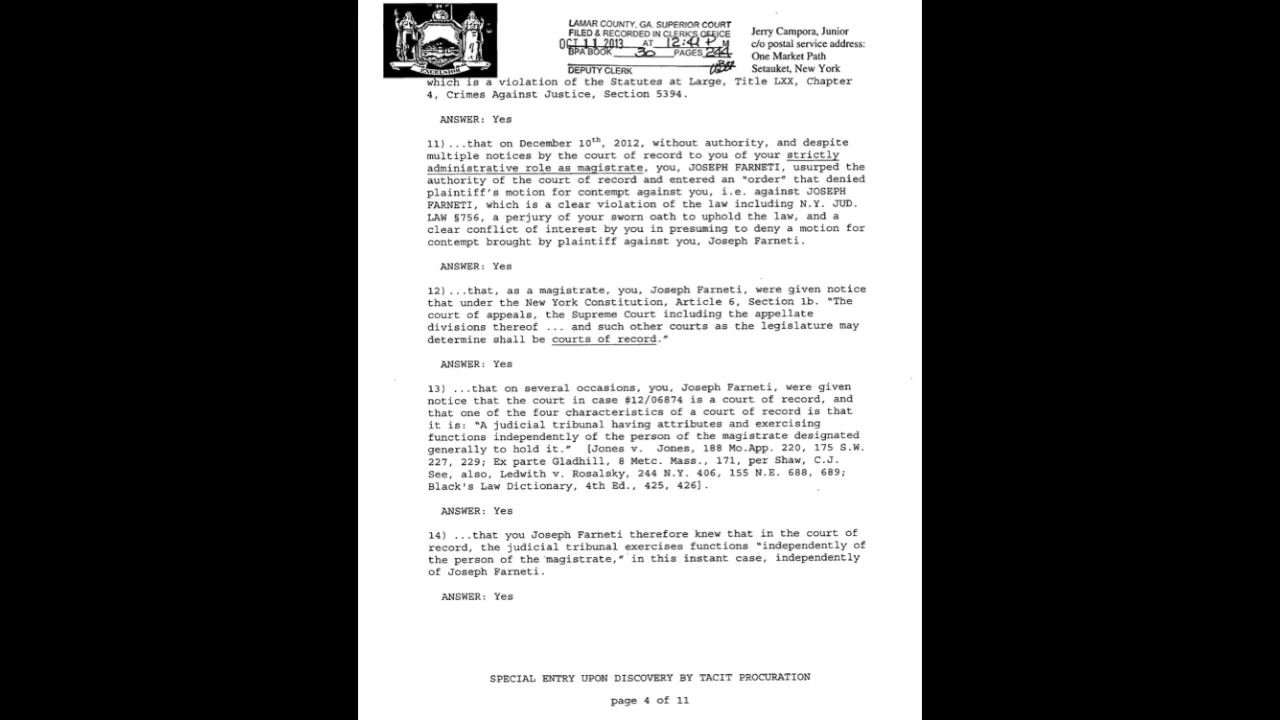 EXCELSIOR
LAMAR COUNTY, GA. SUPERIOR COURT
FILED & RECORDED IN CLERK'S OFFICE
OCT 11 2013 AT 12:44 P M
BPA BOOK 30 PAGES 244
DEPUTY CLERK
Jerry Campora, Junior
c/o postal service address:
One Market Path
Setauket, New York
which is a violation of the Statutes at Large, Title LXX, Chapter
4, Crimes Against Justice, Section 5394.
ANSWER: Yes
11)...that on December 10th, 2012, without authority, and despite
multiple notices by the court of record to you of your strictly
administrative role as magistrate, you, JOSEPH FARNETI, usurped the
authority of the court of record and entered an "order" that denied
plaintiff's motion for contempt against you, i.e. against JOSEPH
FARNETI, which is a clear violation of the law including N.Y. JUD.
LAW §756, a perjury of your sworn oath to uphold the law, and a
clear conflict of interest by you in presuming to deny a motion for
contempt brought by plaintiff against you, Joseph Farneti.
ANSWER: Yes
12)...that, as a magistrate, you, Joseph Farneti, were given notice
that under the New York Constitution, Article 6, Section 1b. "The
court of appeals, the Supreme Court including the appellate
divisions thereof ... and such other courts as the legislature may
determine shall be courts of record."
ANSWER: Yes
13) ...that on several occasions, you, Joseph Farneti, were given
notice that the court in case #12/06874 is a court of record, and
that one of the four characteristics of a court of record is that
it is: "A judicial tribunal having attributes and exercising
functions independently of the person of the magistrate designated
generally to hold it." [Jones v. Jones, 188 Mo.App. 220, 175 S.W.
227, 229; Ex parte Gladhill, 8 Metc. Mass., 171, per Shaw, C.J.
See, also, Ledwith v. Rosalsky, 244 N.Y. 406, 155 N.E. 688, 689;
Black's Law Dictionary, 4th Ed., 425, 426].
ANSWER: Yes
14) ...that you Joseph Farneti therefore knew that in the court of
record, the judicial tribunal exercises functions "independently of
the person of the magistrate," in this instant case, independently
of Joseph Farneti.
ANSWER: Yes
SPECIAL ENTRY UPON DISCOVERY BY TACIT PROCURATION
page 4 of 11